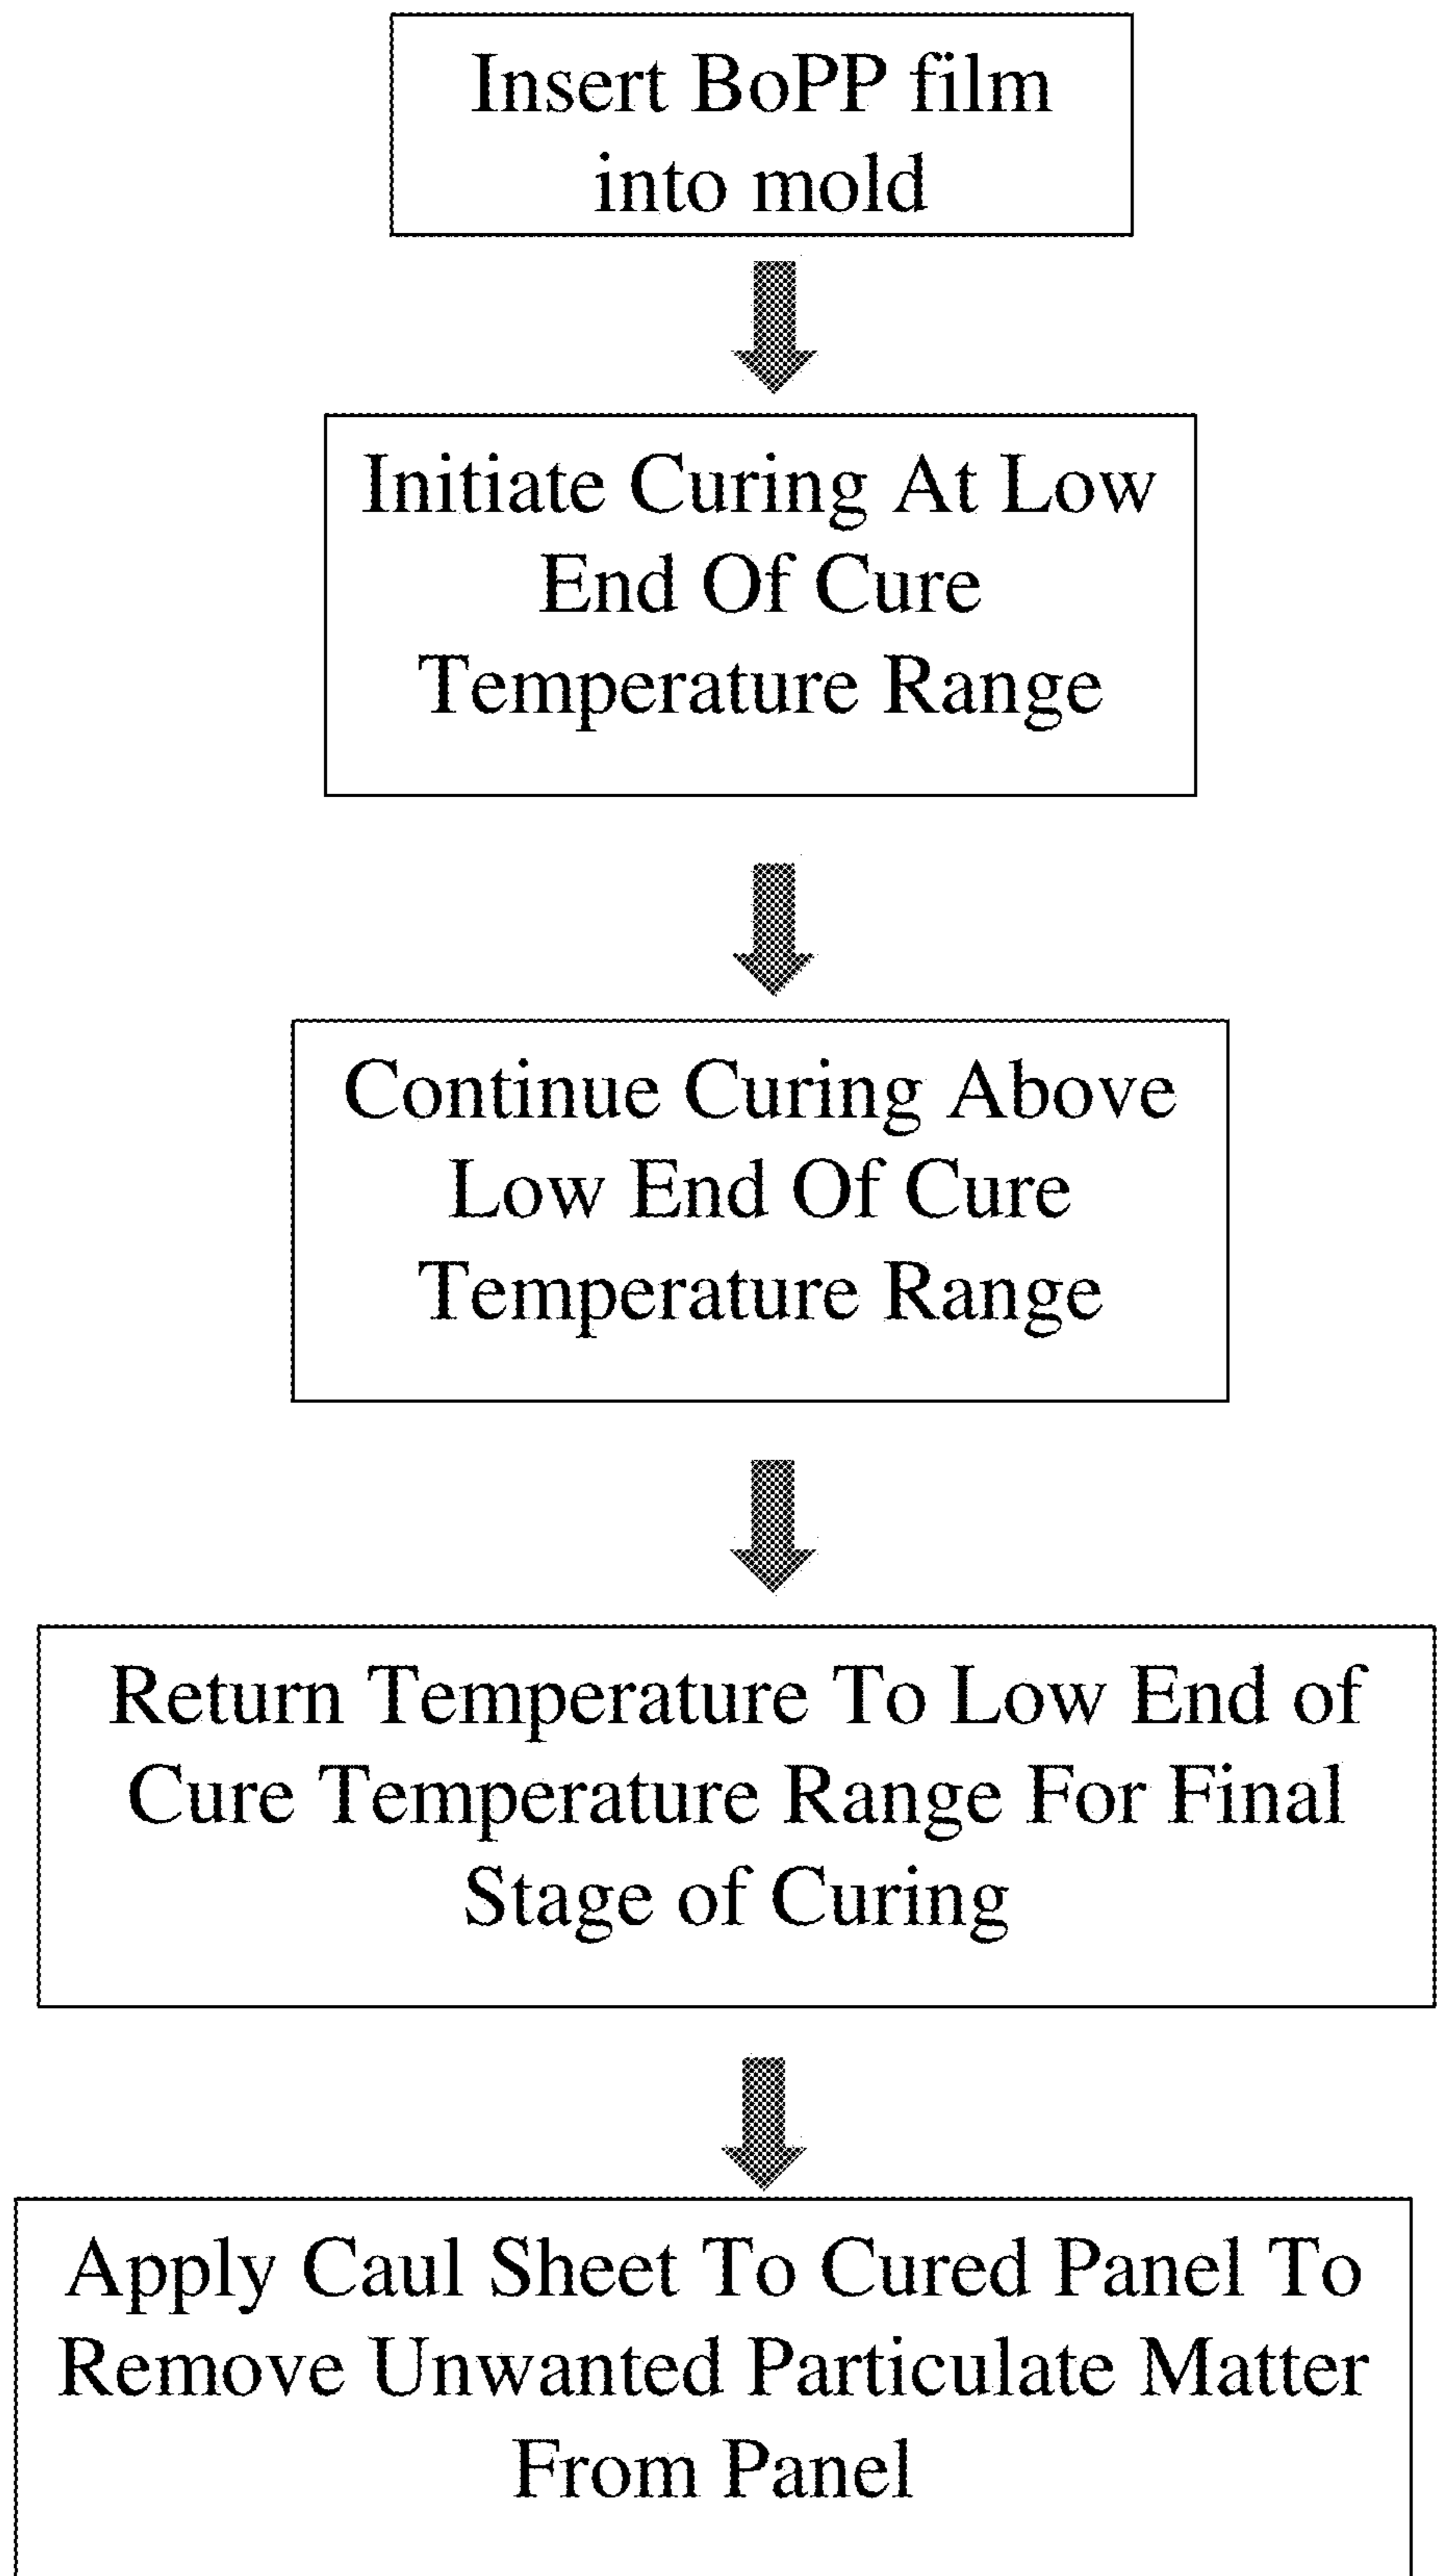 Insert BoPP film
into mold
Initiate Curing At Low
End Of Cure
Temperature Range
Continue Curing Above
Low End Of Cure
Temperature Range
Return Temperature To Low End of
Cure Temperature Range For Final
Stage of Curing
Apply Caul Sheet To Cured Panel To
Remove Unwanted Particulate Matter
From Panel